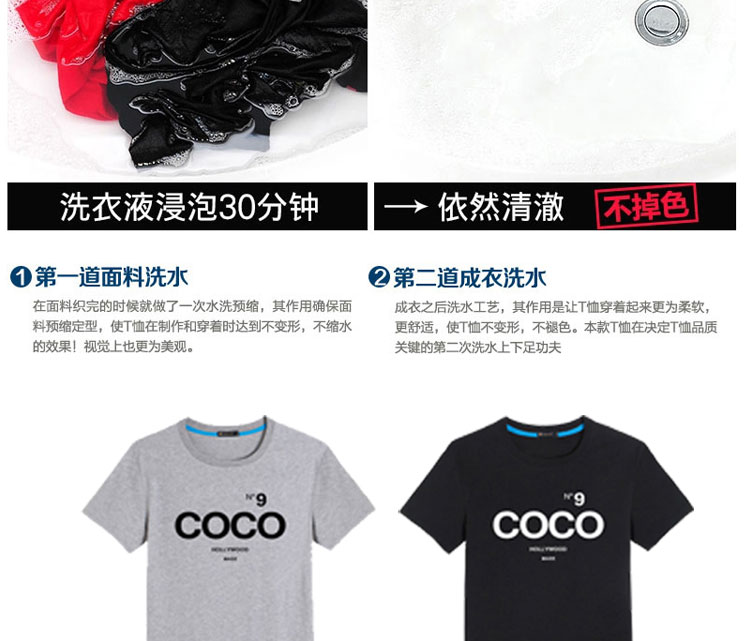 洗衣液浸泡30分钟
→ 依然清澈 不掉色
1 第一道面料洗水
在面料织完的时候就做了一次水洗预缩，其作用确保面
料预缩定型，使T恤在制作和穿着时达到不变形，不缩水
的效果！视觉上也更为美观。
2 第二道成衣洗水
成衣之后洗水工艺，其作用是让T恤穿着起来更为柔软，
更舒适，使T恤不变形，不褪色。本款T恤在决定T恤品质
关键的第二次洗水上下足功夫
N° 9
COCO
HOLLYWOOD
MADE
N° 9
COCO
HOLLYWOOD
MADE